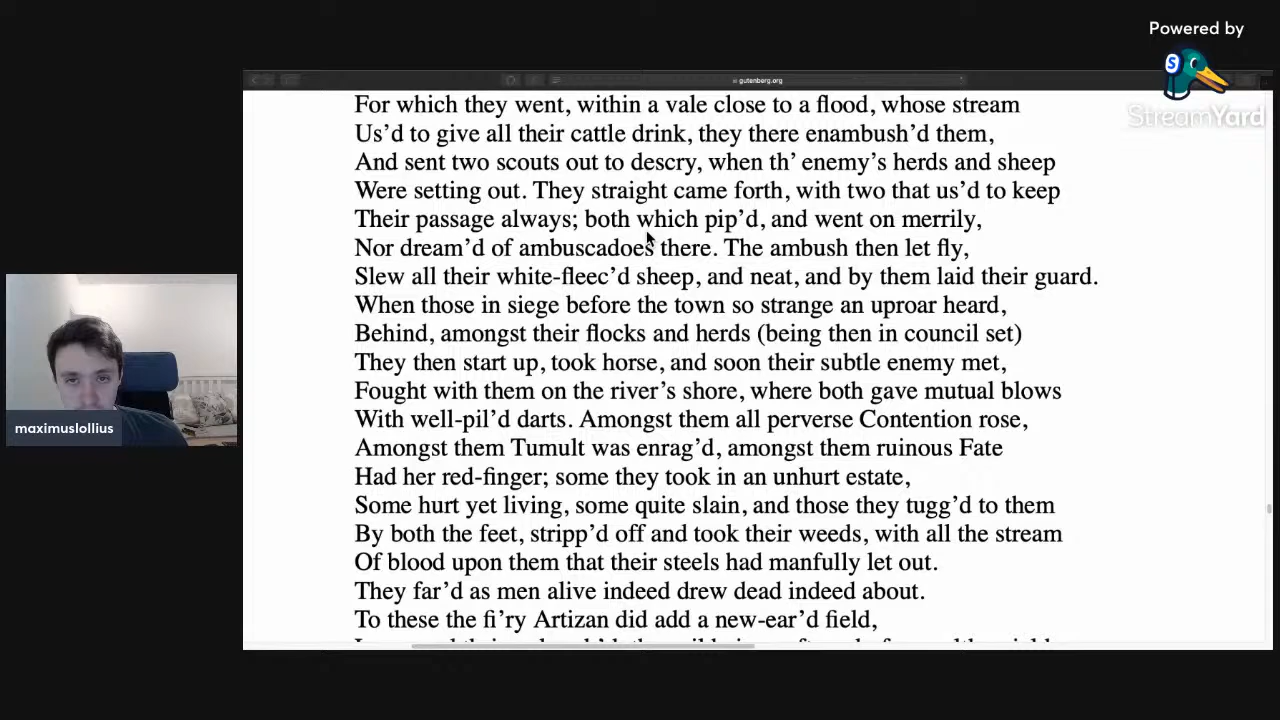 Powered by
StreamYard
gutenberg.org
For which they went, within a vale close to a flood, whose stream
Us’d to give all their cattle drink, they there enambush’d them,
And sent two scouts out to descry, when th’ enemy’s herds and sheep
Were setting out. They straight came forth, with two that us’d to keep
Their passage always; both which pip’d, and went on merrily,
Nor dream’d of ambuscadoes there. The ambush then let fly,
Slew all their white-fleec’d sheep, and neat, and by them laid their guard.
When those in siege before the town so strange an uproar heard,
Behind, amongst their flocks and herds (being then in council set)
They then start up, took horse, and soon their subtle enemy met,
Fought with them on the river’s shore, where both gave mutual blows
With well-pil’d darts. Amongst them all perverse Contention rose,
Amongst them Tumult was enrag’d, amongst them ruinous Fate
Had her red-finger; some they took in an unhurt estate,
Some hurt yet living, some quite slain, and those they tugg’d to them
By both the feet, stripp’d off and took their weeds, with all the stream
Of blood upon them that their steels had manfully let out.
They far’d as men alive indeed drew dead indeed about.
To these the fi’ry Artizan did add a new-ear’d field,
maximuslollius